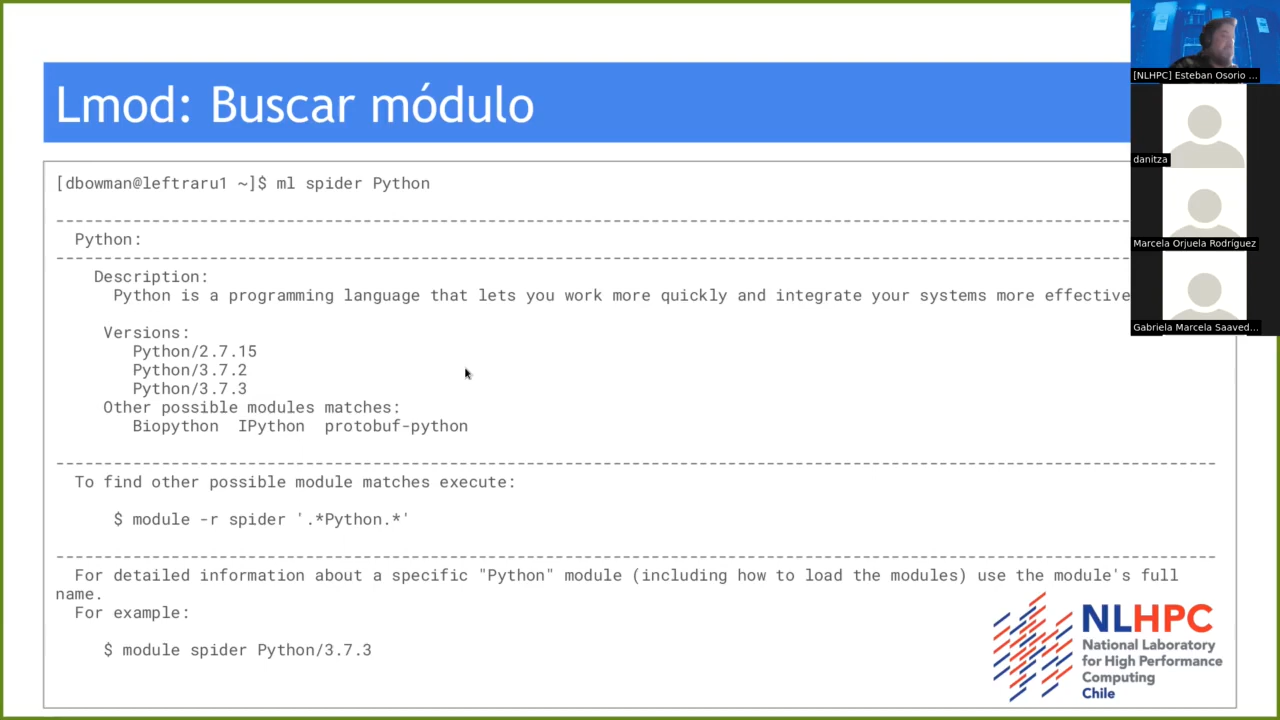 Lmod: Buscar módulo
[dbowman@leftraru1 ~]$ ml spider Python
Python:
Description:
Python is a programming language that lets you work more quickly and integrate your systems more effective
Versions:
Python/2.7.15
Python/3.7.2
Python/3.7.3
Other possible modules matches:
Biopython IPython protobuf-python
To find other possible module matches execute:
$ module -r spider '.*Python.*'
For detailed information about a specific "Python" module (including how to load the modules) use the module's full
name.
For example:
$ module spider Python/3.7.3
NLHPC
National Laboratory
for High Performance
Computing
Chile
[NLHPC] Esteban Osorio ...
danitza
Marcela Orjuela Rodríguez
Gabriela Marcela Saaved...